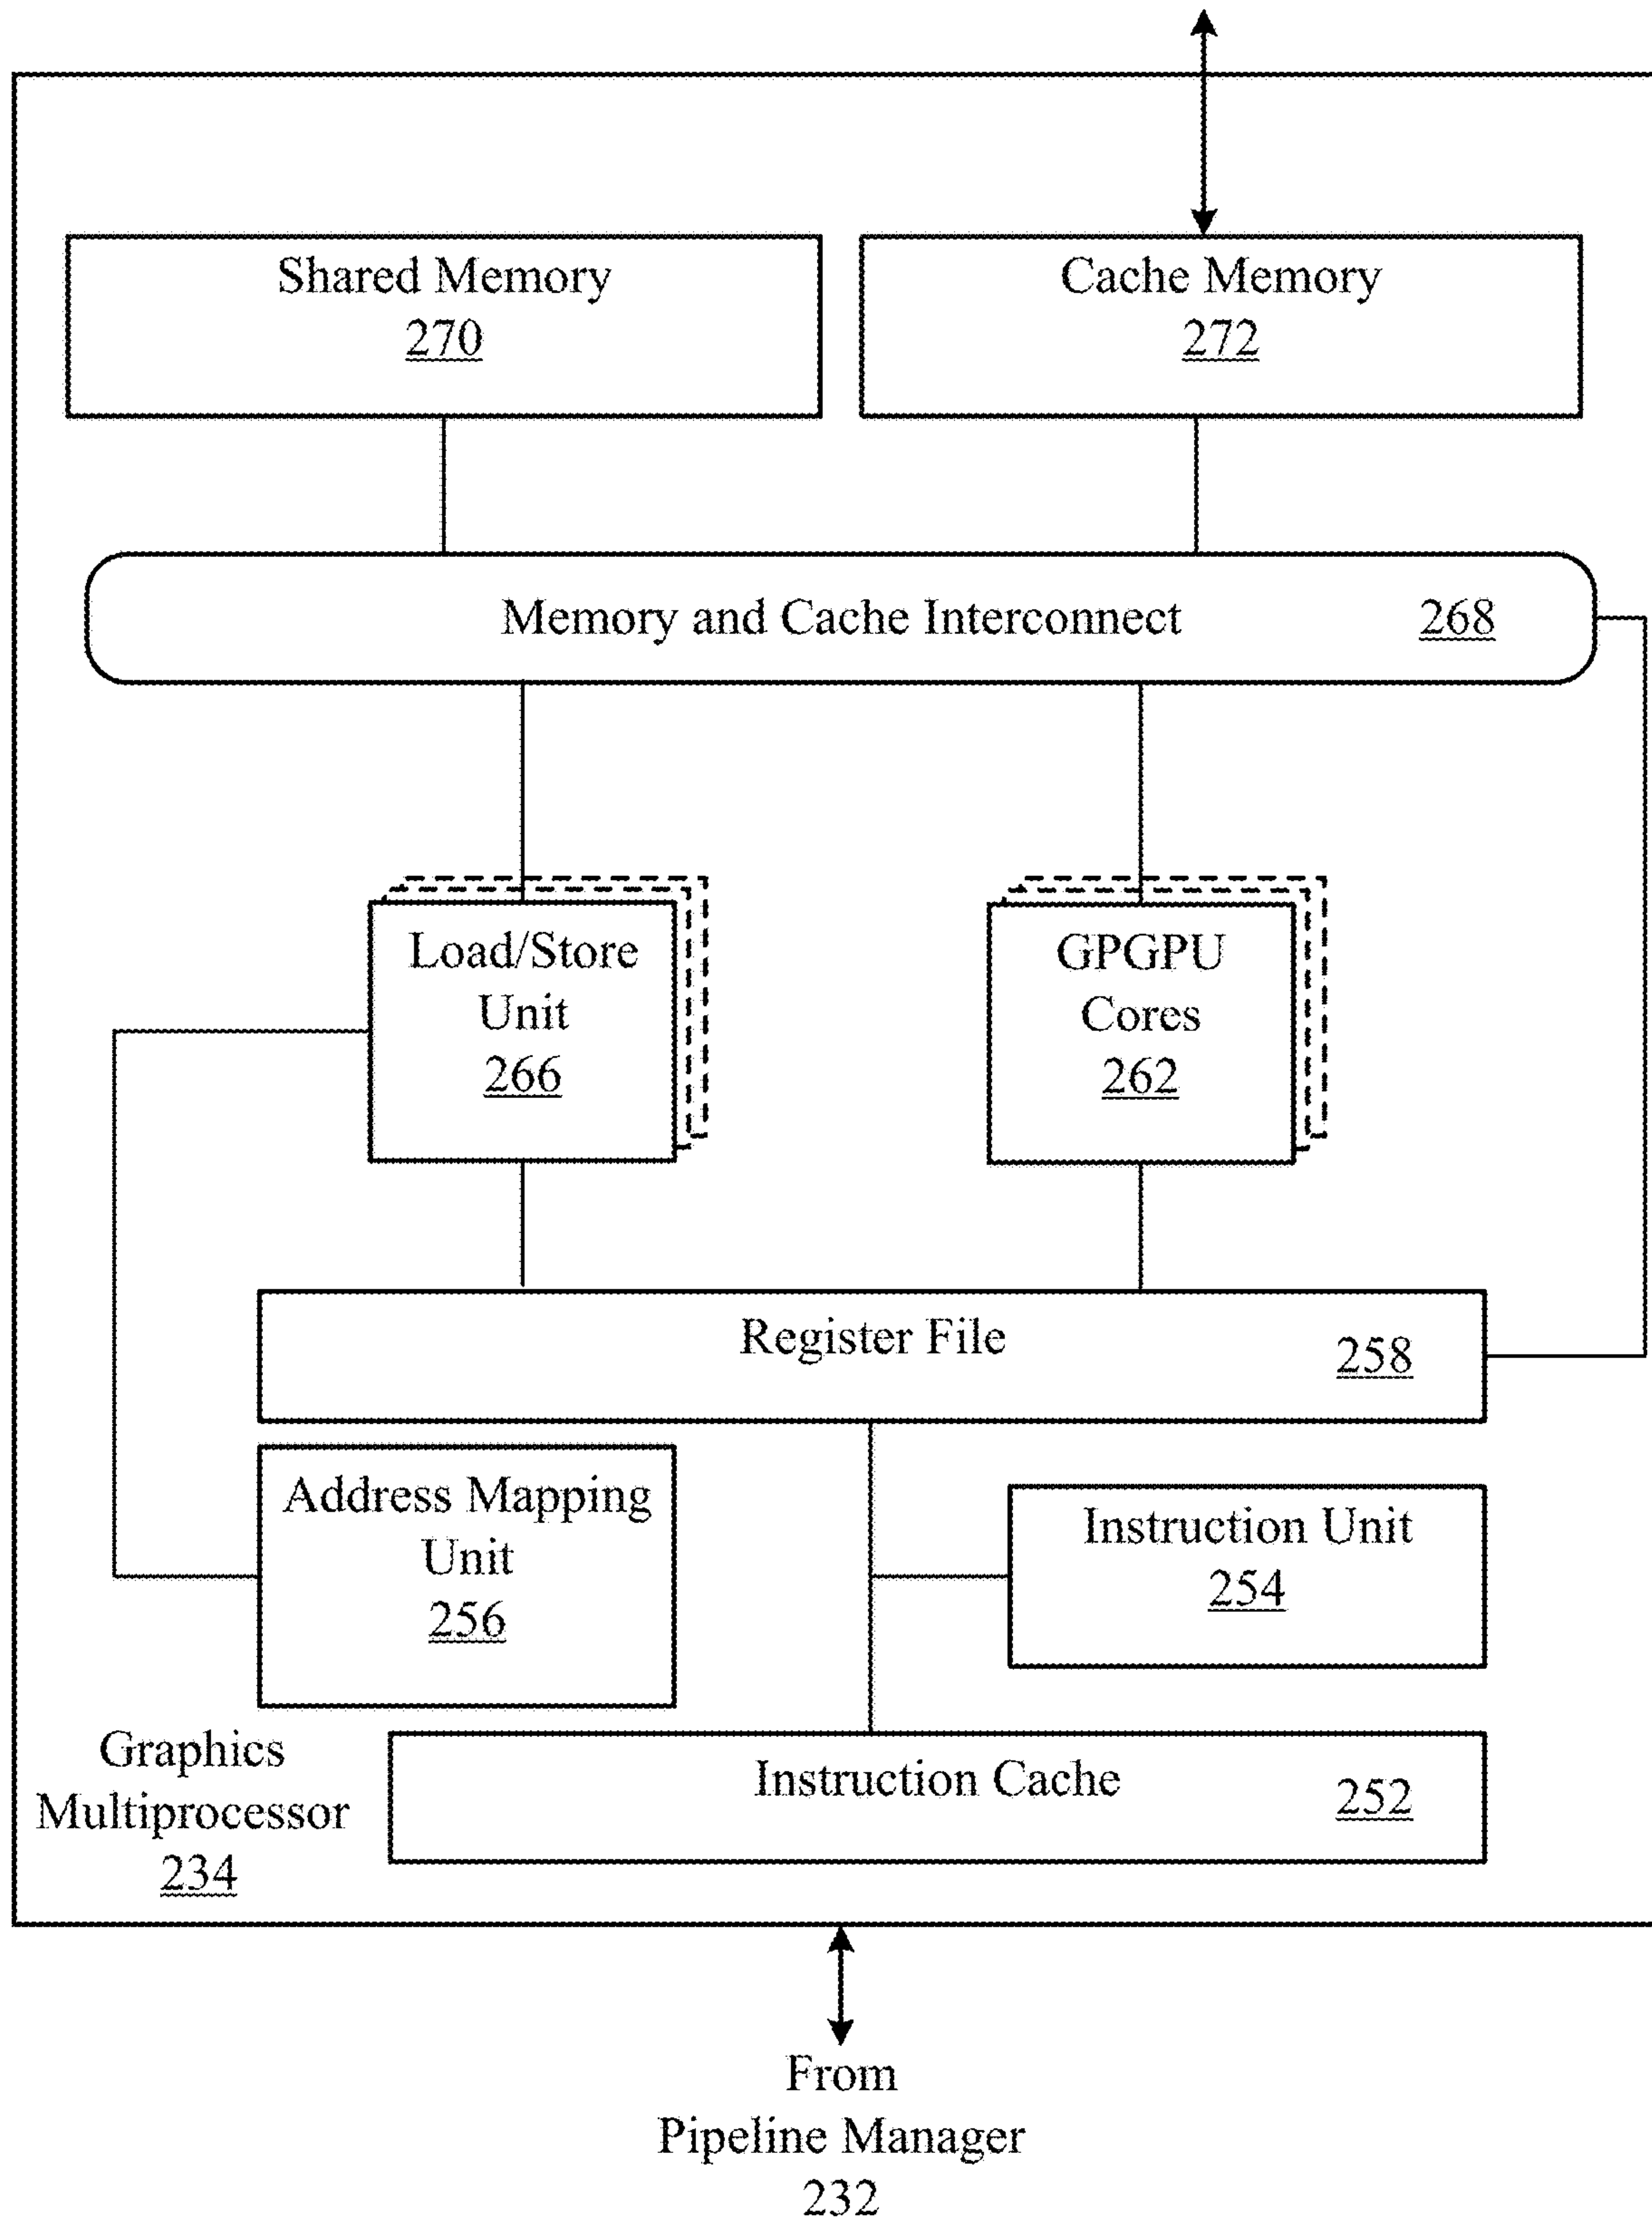 Shared Memory
270
Cache Memory
272
Memory and Cache Interconnect 268
Load/Store
Unit
266
GPGPU
Cores
262
Register File 258
Address Mapping
Unit
256
Instruction Unit
254
Graphics
Multiprocessor
234
Instruction Cache 252
From
Pipeline Manager
232